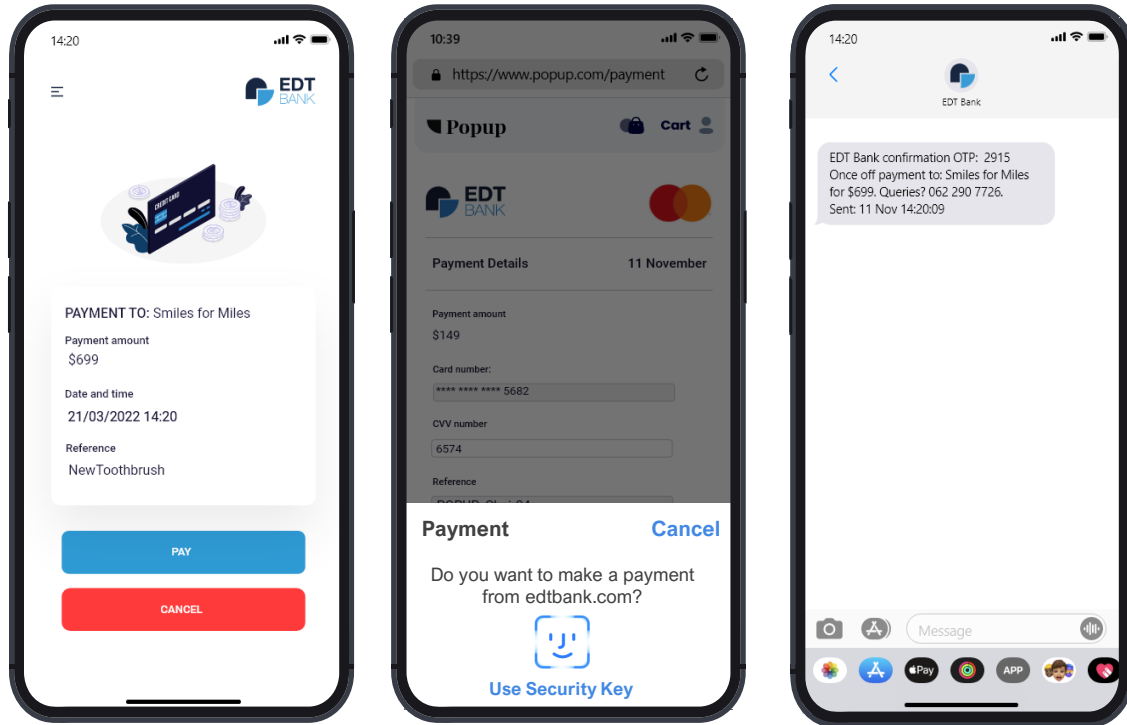 14:20
EDT
BANK
CREDIT CARD
PAYMENT TO: Smiles for Miles
Payment amount
$699
Date and time
21/03/2022 14:20
Reference
NewToothbrush
PAY
CANCEL
10:39
https://www.popup.com/payment
Popup
Cart
EDT
BANK
Payment Details 11 November
Payment amount
$149
Card number:
**** **** **** 5682
CVV number
6574
Reference
Payment Cancel
Do you want to make a payment
from edtbank.com?
Use Security Key
14:20
EDT Bank
EDT Bank confirmation OTP: 2915
Once off payment to: Smiles for Miles
for $699. Queries? 062 290 7726.
Sent: 11 Nov 14:20:09
Message
Pay
APP